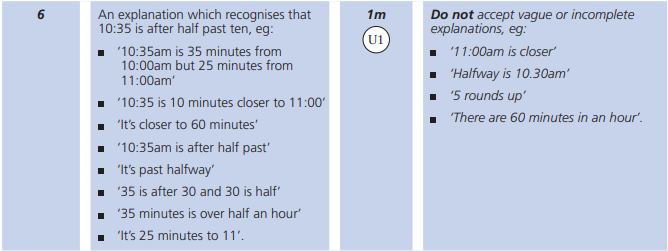 6
An explanation which recognises that
10:35 is after half past ten, eg:
■ ‘10:35am is 35 minutes from
10:00am but 25 minutes from
11:00am’
■ ‘10:35 is 10 minutes closer to 11:00’
■ ‘It’s closer to 60 minutes’
■ ‘10:35am is after half past’
■ ‘It’s past halfway’
■ ‘35 is after 30 and 30 is half’
■ ‘35 minutes is over half an hour’
■ ‘It’s 25 minutes to 11’.
1m
U1
Do not accept vague or incomplete
explanations, eg:
■ ‘11:00am is closer’
■ ‘Halfway is 10.30am’
■ ‘5 rounds up’
■ ‘There are 60 minutes in an hour’.